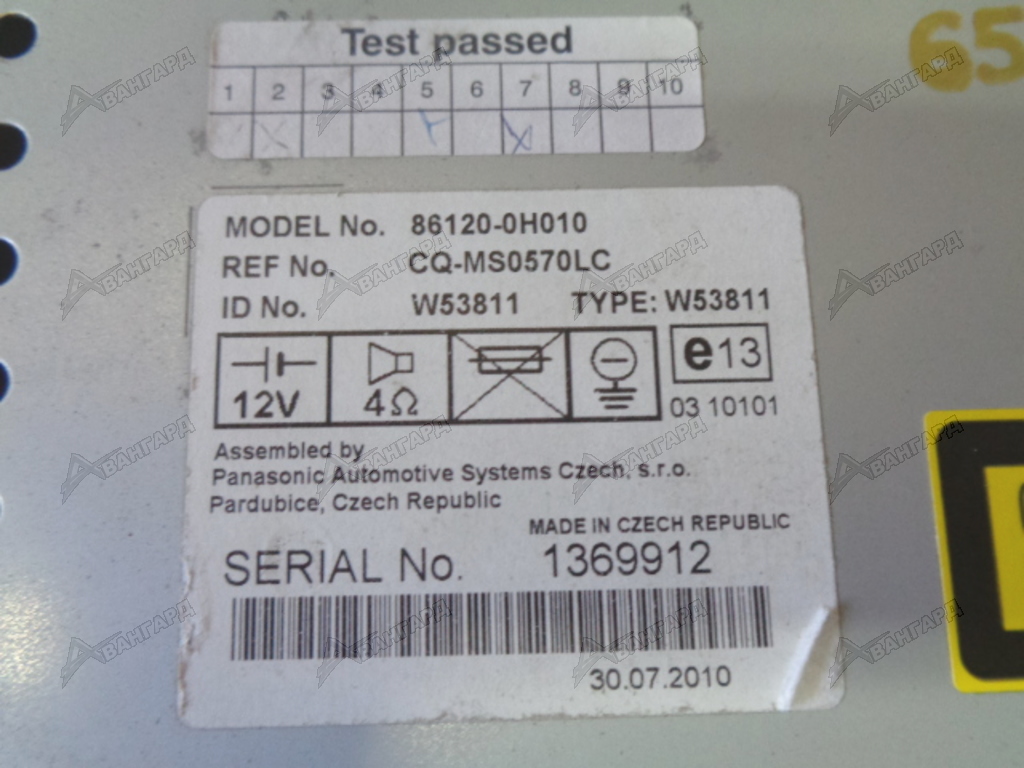 65
Test passed
1 2 3 4 5 6 7 8 9 10
MODEL No. 86120-0H010
REF No. CQ-MS0570LC
ID No. W53811 TYPE: W53811
e13
12V 4Ω
03 10101
Assembled by
Panasonic Automotive Systems Czech, s.r.o.
Pardubice, Czech Republic
MADE IN CZECH REPUBLIC
SERIAL No. 1369912
30.07.2010
АВАНГАРД